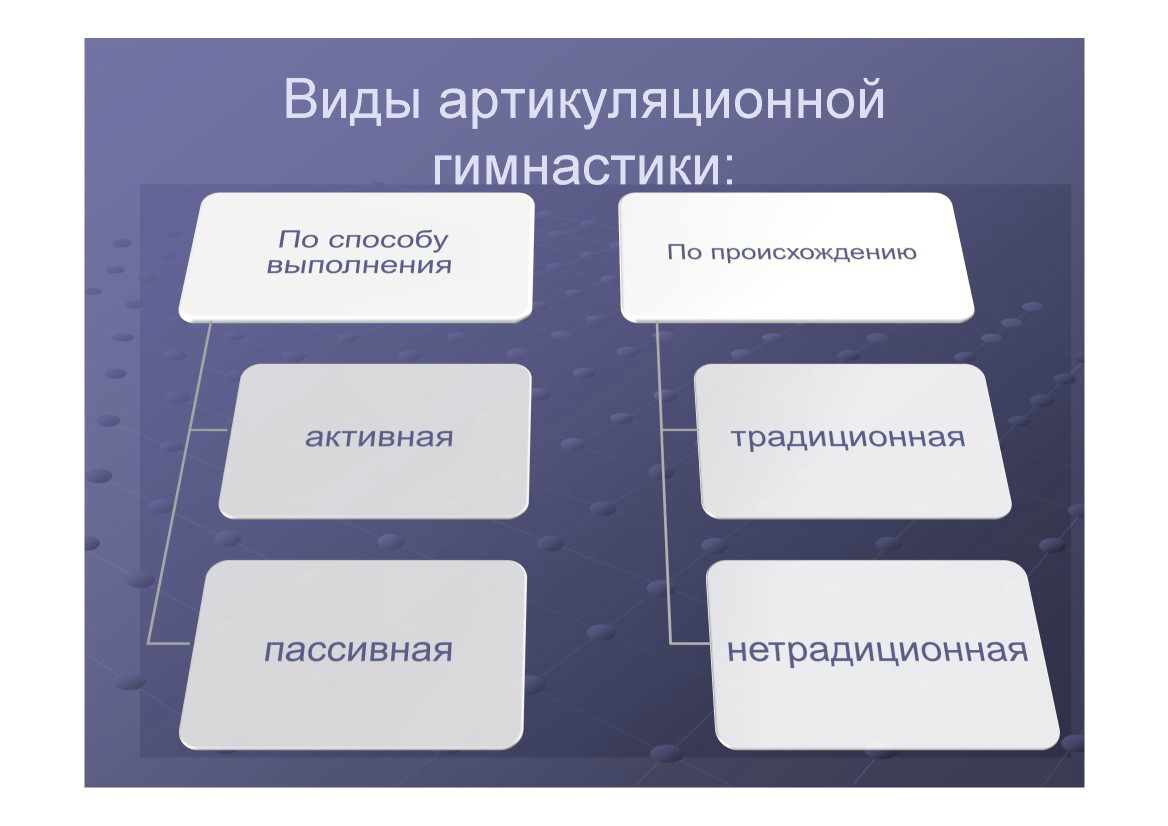 Виды артикуляционной
гимнастики:
По способу
выполнения
активная
пассивная
По происхождению
традиционная
нетрадиционная